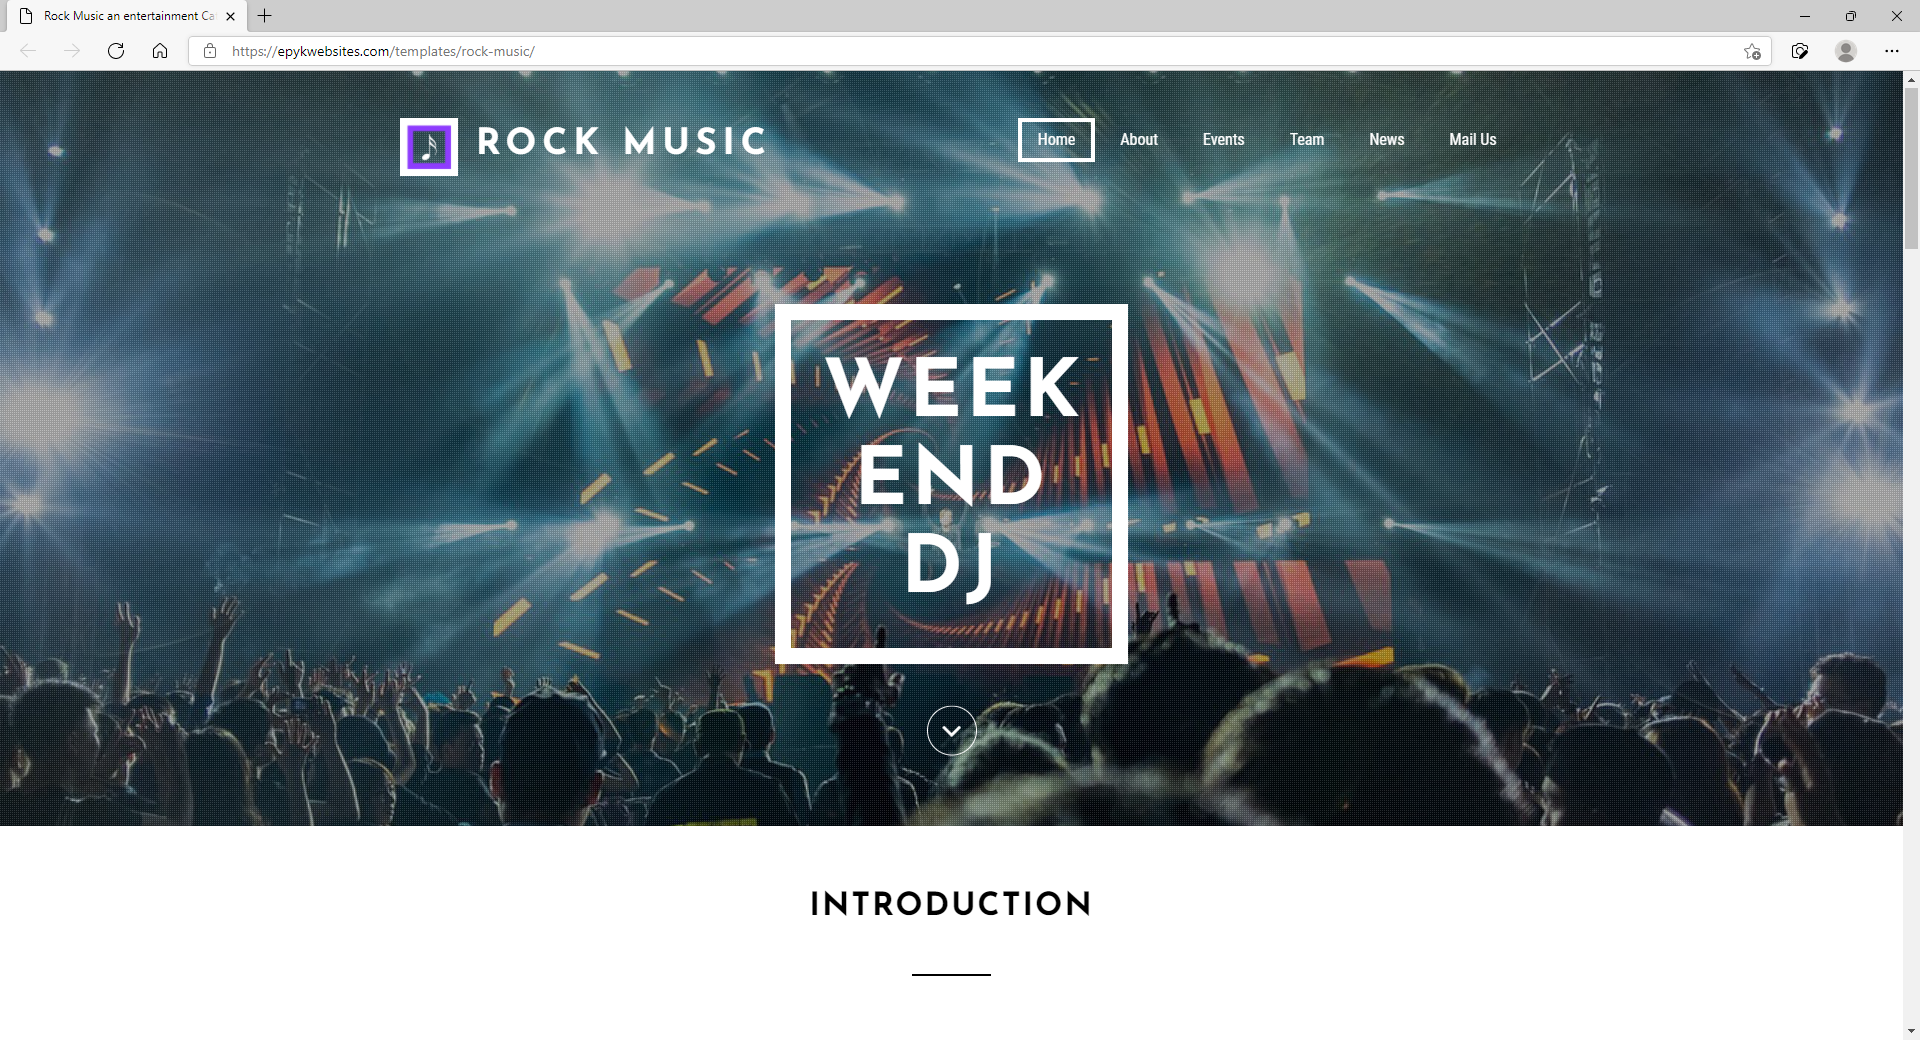 Rock Music an entertainment Ca
https://epykwebsites.com/templates/rock-music/
ROCK MUSIC
Home About Events Team News Mail Us
WEEK
END
DJ
INTRODUCTION